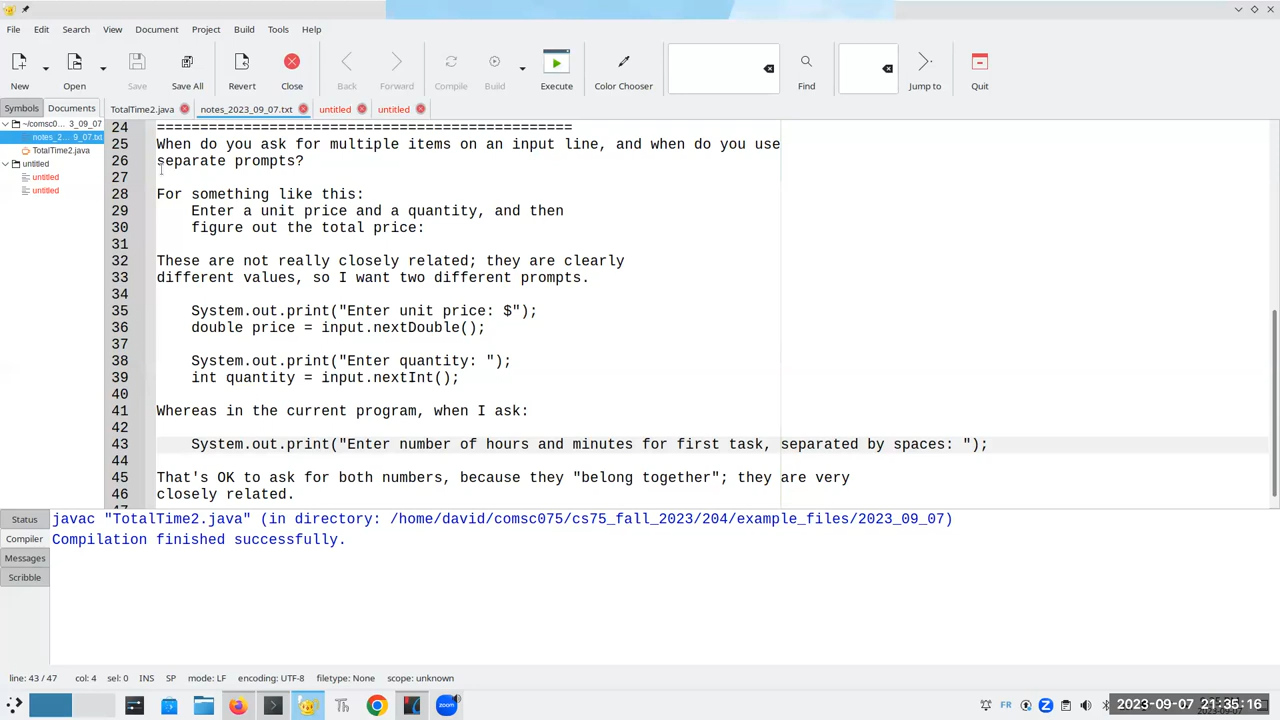 File Edit Search View Document Project Build Tools Help
New Open Save Save All Revert Close Back Forward Compile Build Execute Color Chooser Find Jump to Quit
Symbols Documents TotalTime2.java notes_2023_09_07.txt untitled untitled
~/comsc0... 3_09_07
notes_2... 9_07.txt
TotalTime2.java
untitled
untitled
untitled
24 ================================================
25 When do you ask for multiple items on an input line, and when do you use
26 separate prompts?
27
28 For something like this:
29 Enter a unit price and a quantity, and then
30 figure out the total price:
31
32 These are not really closely related; they are clearly
33 different values, so I want two different prompts.
34
35 System.out.print("Enter unit price: $");
36 double price = input.nextDouble();
37
38 System.out.print("Enter quantity: ");
39 int quantity = input.nextInt();
40
41 Whereas in the current program, when I ask:
42
43 System.out.print("Enter number of hours and minutes for first task, separated by spaces: ");
44
45 That's OK to ask for both numbers, because they "belong together"; they are very
46 closely related.
Status
Compiler
Messages
Scribble
javac "TotalTime2.java" (in directory: /home/david/comsc075/cs75_fall_2023/204/example_files/2023_09_07)
Compilation finished successfully.
line: 43 / 47 col: 4 sel: 0 INS SP mode: LF encoding: UTF-8 filetype: None scope: unknown
zoom FR 2023-09-07 21:35:16